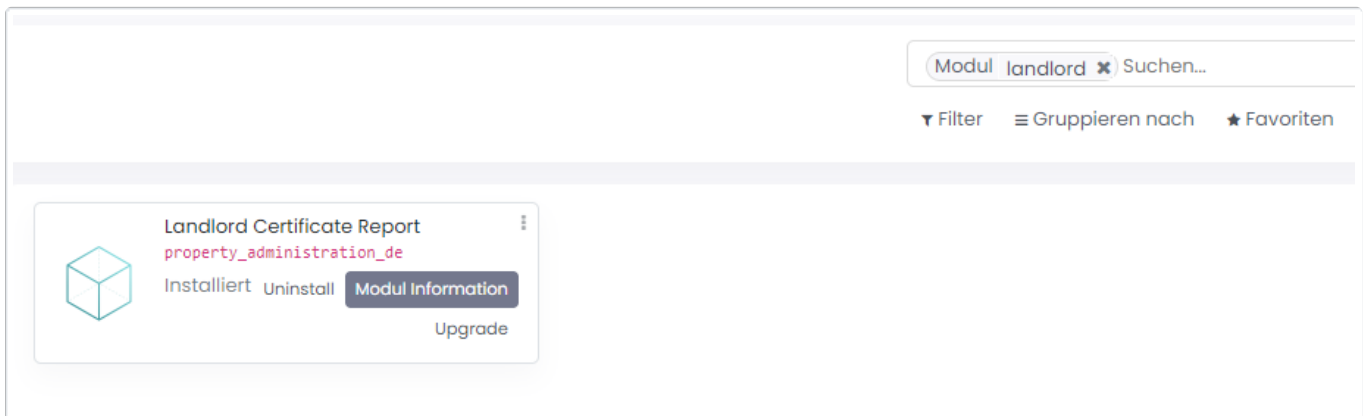 Modul landlord ✖ Suchen...
Filter Gruppieren nach ★ Favoriten
Landlord Certificate Report
property_administration_de
Installiert Uninstall Modul Information
Upgrade